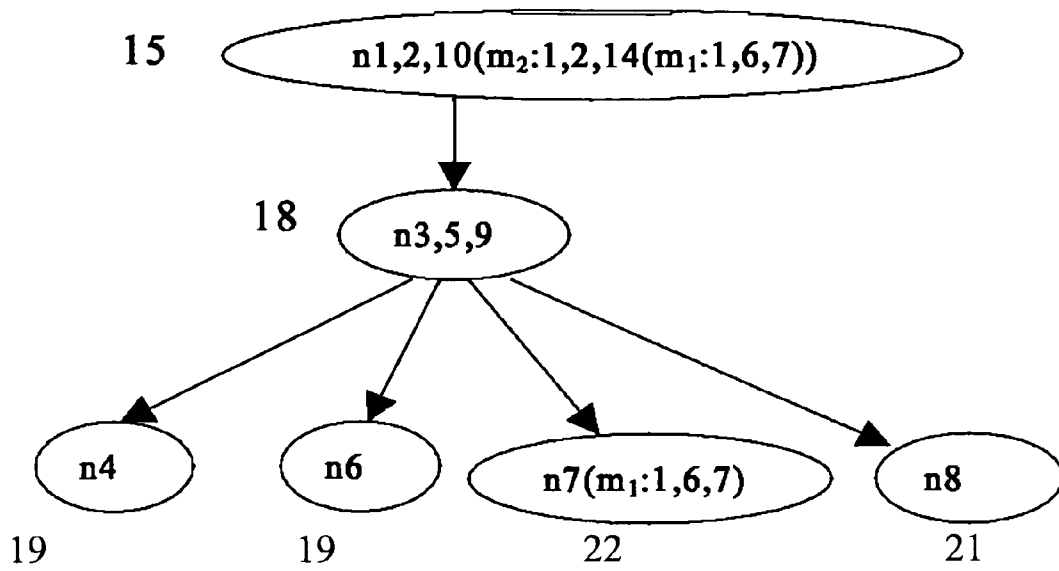 15 n1,2,10(m₂:1,2,14(m₁:1,6,7))
18 n3,5,9
n4 n6 n7(m₁:1,6,7) n8
19 19 22 21